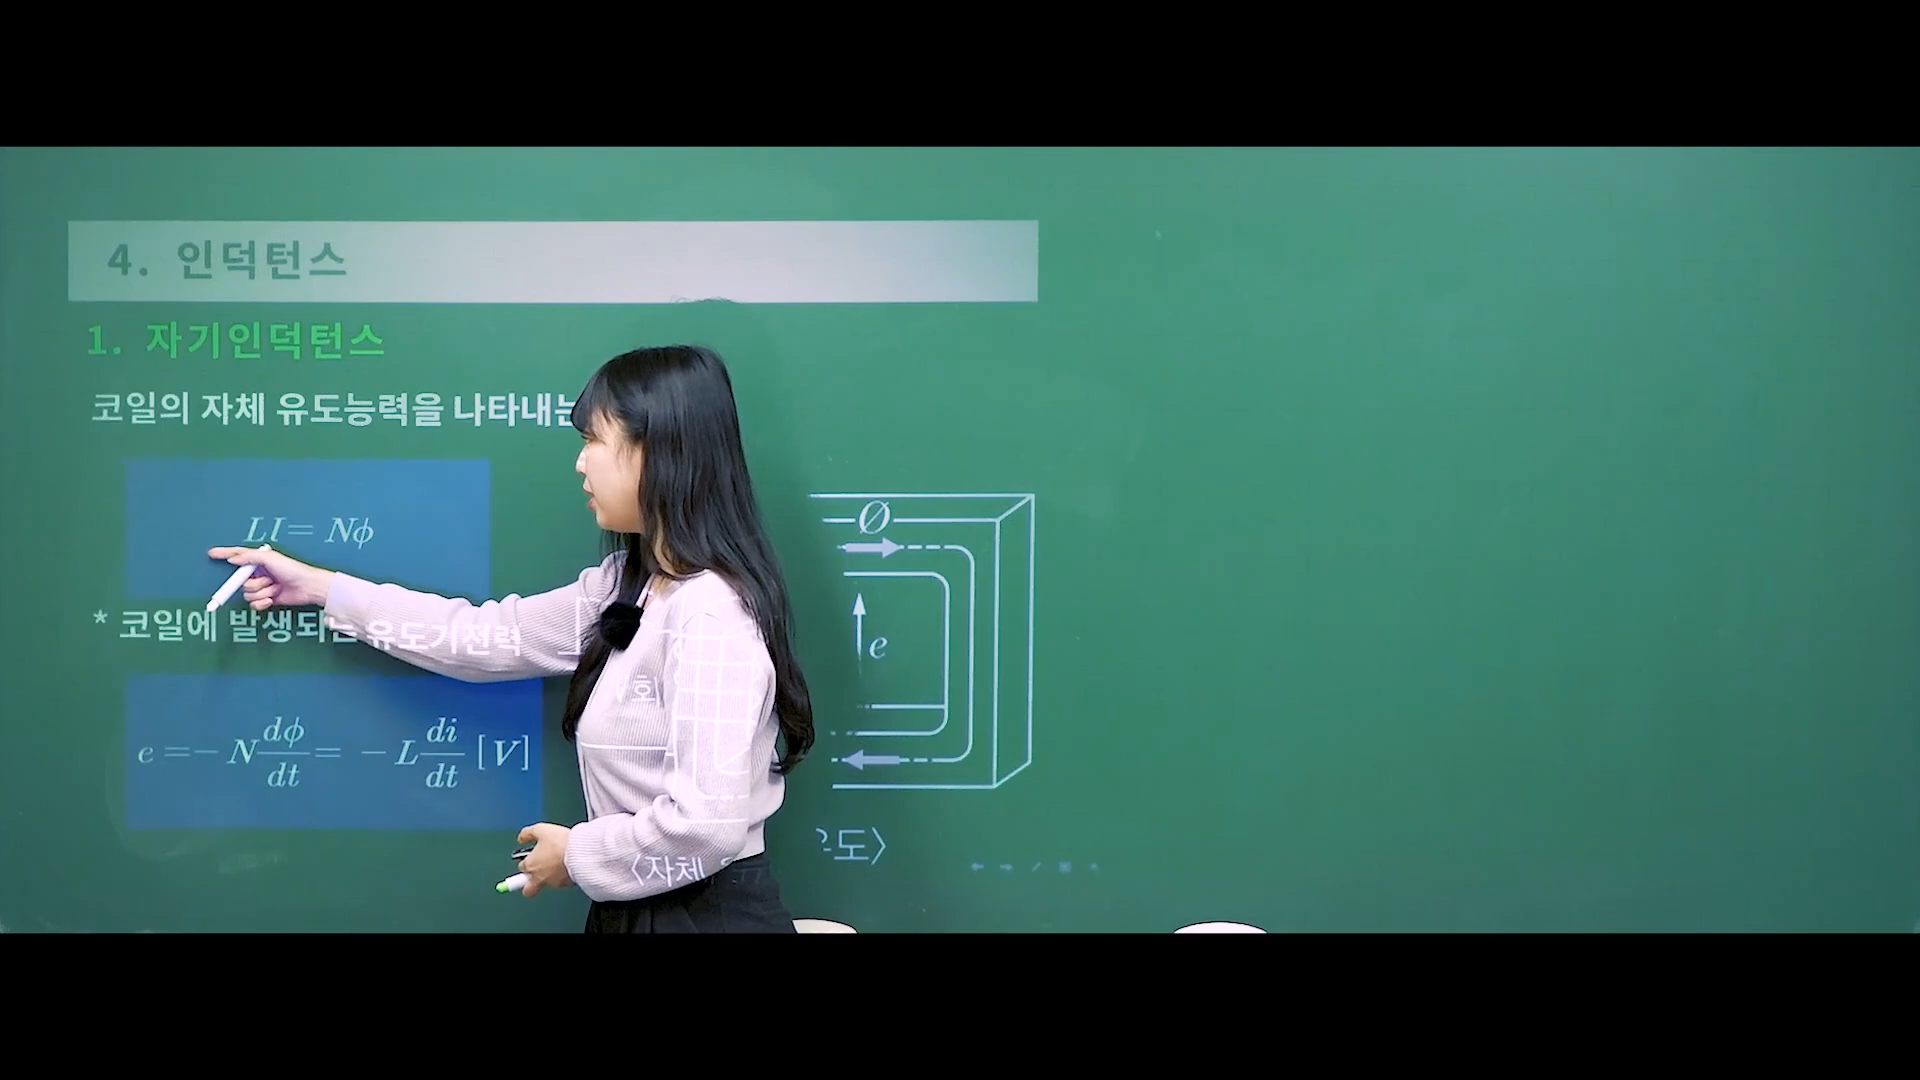 4. 인덕턴스
1. 자기인덕턴스
코일의 자체 유도능력을 나타내는
LI = Nϕ
* 코일에 발생되는 유도기전력
e = − N dϕ/dt = − L di/dt [V]
Ø
e
〈자체 유도〉